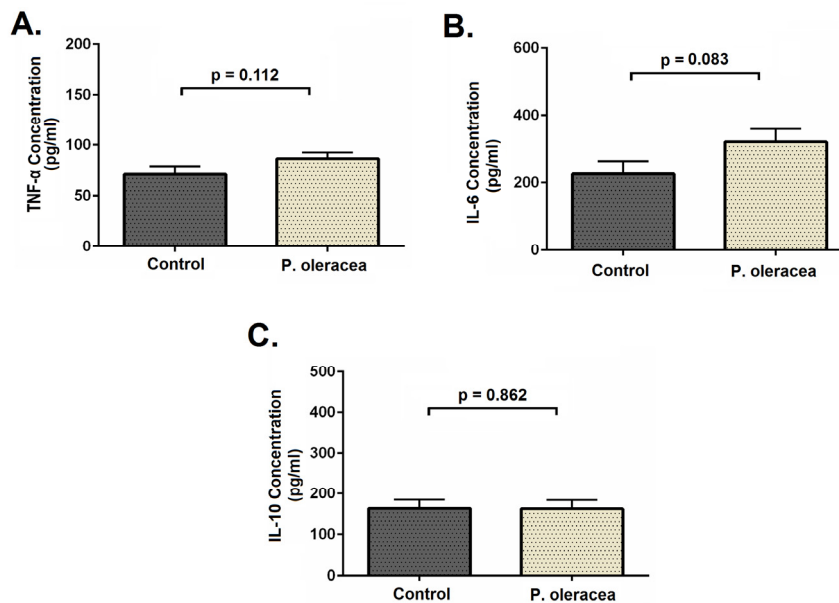 A.
TNF-α Concentration
(pg/ml)
200
150
100
50
0
p = 0.112
Control
P. oleracea
B.
IL-6 Concentration
(pg/ml)
600
400
200
0
p = 0.083
Control
P. oleracea
C.
IL-10 Concentration
(pg/ml)
500
400
300
200
100
0
p = 0.862
Control
P. oleracea